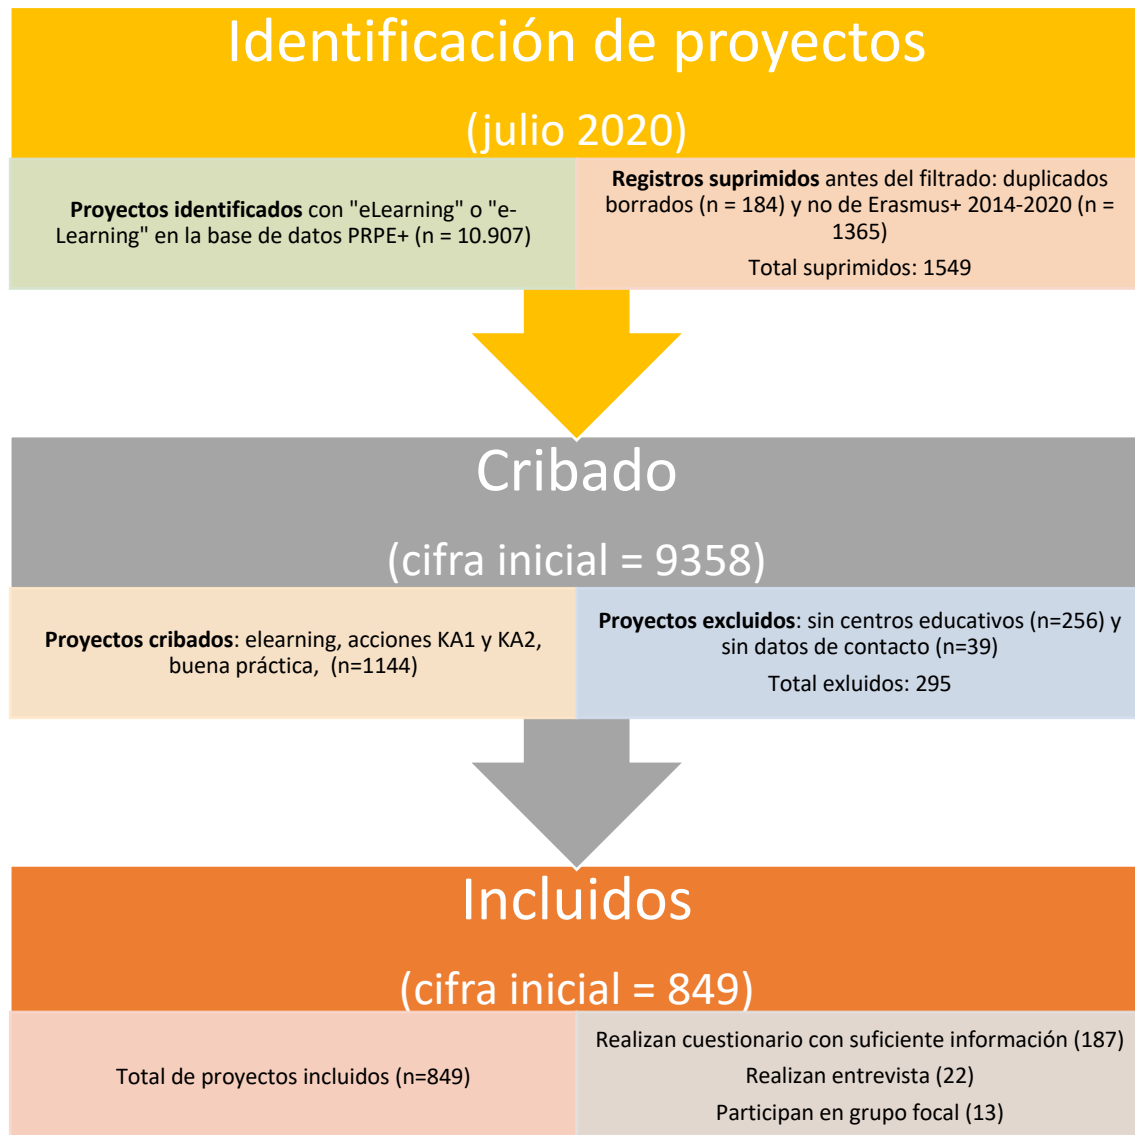 Identificación de proyectos
(julio 2020)
Proyectos identificados con "eLearning" o "e-
Learning" en la base de datos PRPE+ (n = 10.907)
Registros suprimidos antes del filtrado: duplicados
borrados (n = 184) y no de Erasmus+ 2014-2020 (n =
1365)
Total suprimidos: 1549
Cribado
(cifra inicial = 9358)
Proyectos cribados: elearning, acciones KA1 y KA2,
buena práctica, (n=1144)
Proyectos excluidos: sin centros educativos (n=256) y
sin datos de contacto (n=39)
Total exluidos: 295
Incluidos
(cifra inicial = 849)
Total de proyectos incluidos (n=849)
Realizan cuestionario con suficiente información (187)
Realizan entrevista (22)
Participan en grupo focal (13)